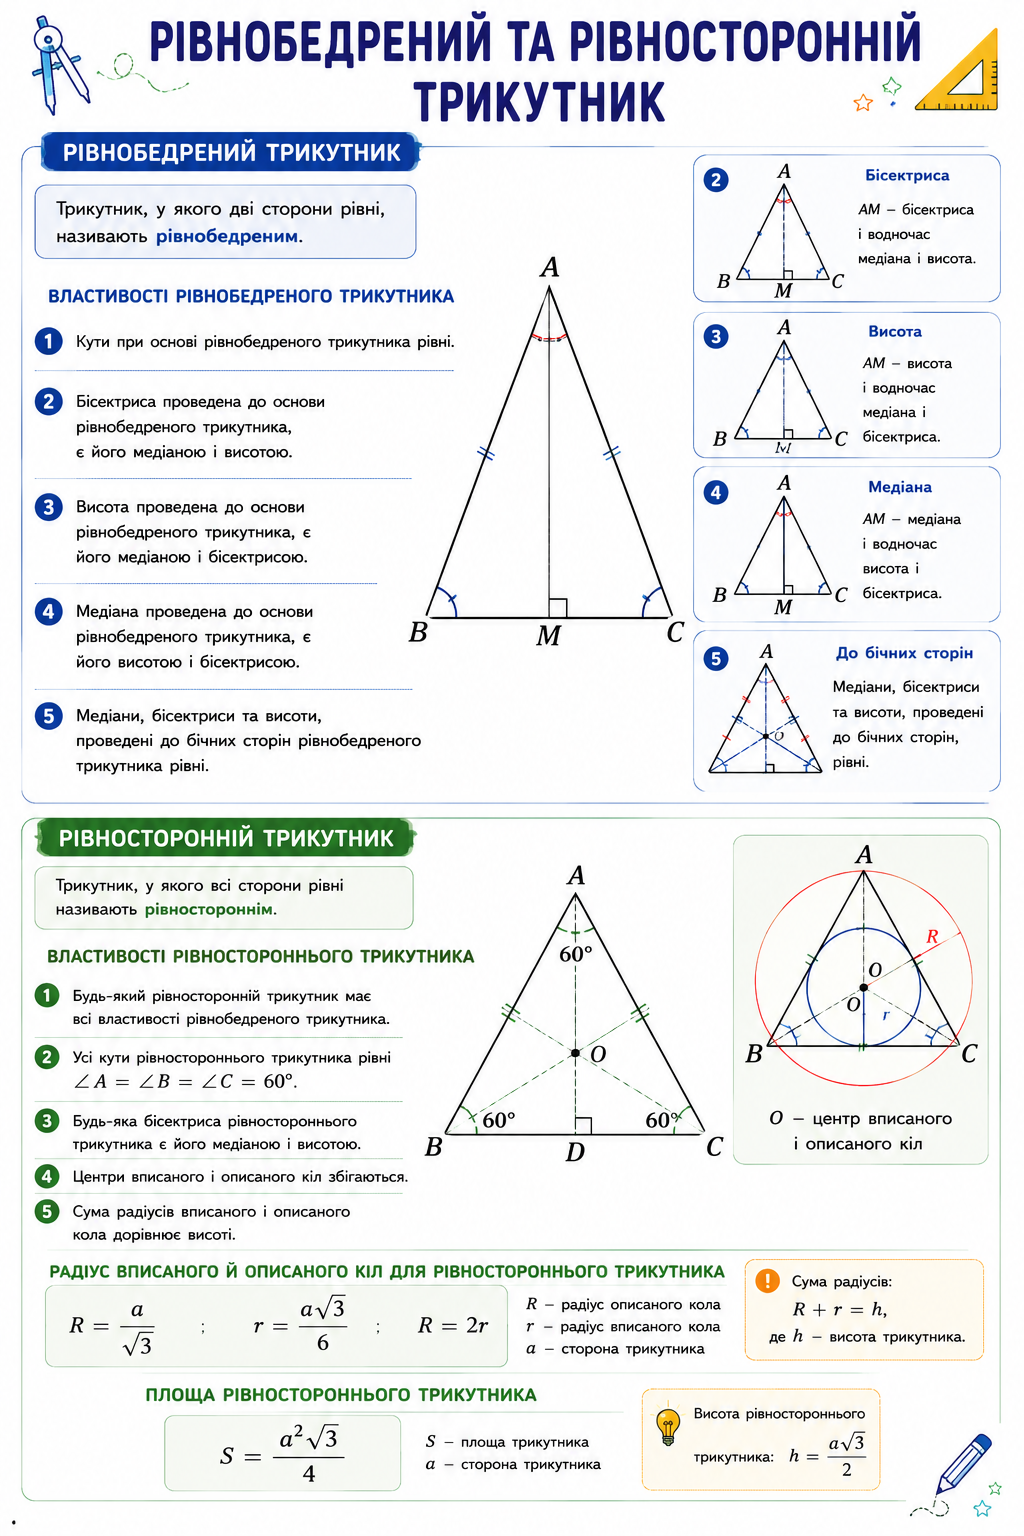 РІВНОБЕДРЕНИЙ ТА РІВНОСТОРОННІЙ
ТРИКУТНИК
РІВНОБЕДРЕНИЙ ТРИКУТНИК
Трикутник, у якого дві сторони рівні,
називають рівнобедреним.
ВЛАСТИВОСТІ РІВНОБЕДРЕНОГО ТРИКУТНИКА
1 Кути при основі рівнобедреного трикутника рівні.
2 Бісектриса проведена до основи
рівнобедреного трикутника,
є його медіаною і висотою.
3 Висота проведена до основи
рівнобедреного трикутника, є
його медіаною і бісектрисою.
4 Медіана проведена до основи
рівнобедреного трикутника, є
його висотою і бісектрисою.
5 Медіани, бісектриси та висоти,
проведені до бічних сторін рівнобедреного
трикутника рівні.
A
B
M
C
2
A
B
M
C
Бісектриса
AM – бісектриса
і водночас
медіана і висота.
3
A
B
M
C
Висота
AM – висота
і водночас
медіана і
бісектриса.
4
A
B
M
C
Медіана
AM – медіана
і водночас
висота і
бісектриса.
5
A
O
До бічних сторін
Медіани, бісектриси
та висоти, проведені
до бічних сторін,
рівні.
РІВНОСТОРОННІЙ ТРИКУТНИК
Трикутник, у якого всі сторони рівні
називають рівностороннім.
ВЛАСТИВОСТІ РІВНОСТОРОННЬОГО ТРИКУТНИКА
1 Будь-який рівносторонній трикутник має
всі властивості рівнобедреного трикутника.
2 Усі кути рівностороннього трикутника рівні
∠A = ∠B = ∠C = 60°.
3 Будь-яка бісектриса рівностороннього
трикутника є його медіаною і висотою.
4 Центри вписаного і описаного кіл збігаються.
5 Сума радіусів вписаного і описаного
кола дорівнює висоті.
A
60°
O
60°
60°
B
D
C
A
R
O
O
r
B
C
O – центр вписаного
і описаного кіл
РАДІУС ВПИСАНОГО Й ОПИСАНОГО КІЛ ДЛЯ РІВНОСТОРОННЬОГО ТРИКУТНИКА
R = a/√3 ; r = a√3/6 ; R = 2r
R – радіус описаного кола
r – радіус вписаного кола
a – сторона трикутника
! Сума радіусів:
R + r = h,
де h – висота трикутника.
ПЛОЩА РІВНОСТОРОННЬОГО ТРИКУТНИКА
S = a²√3/4
S – площа трикутника
a – сторона трикутника
Висота рівностороннього
трикутника: h = a√3/2